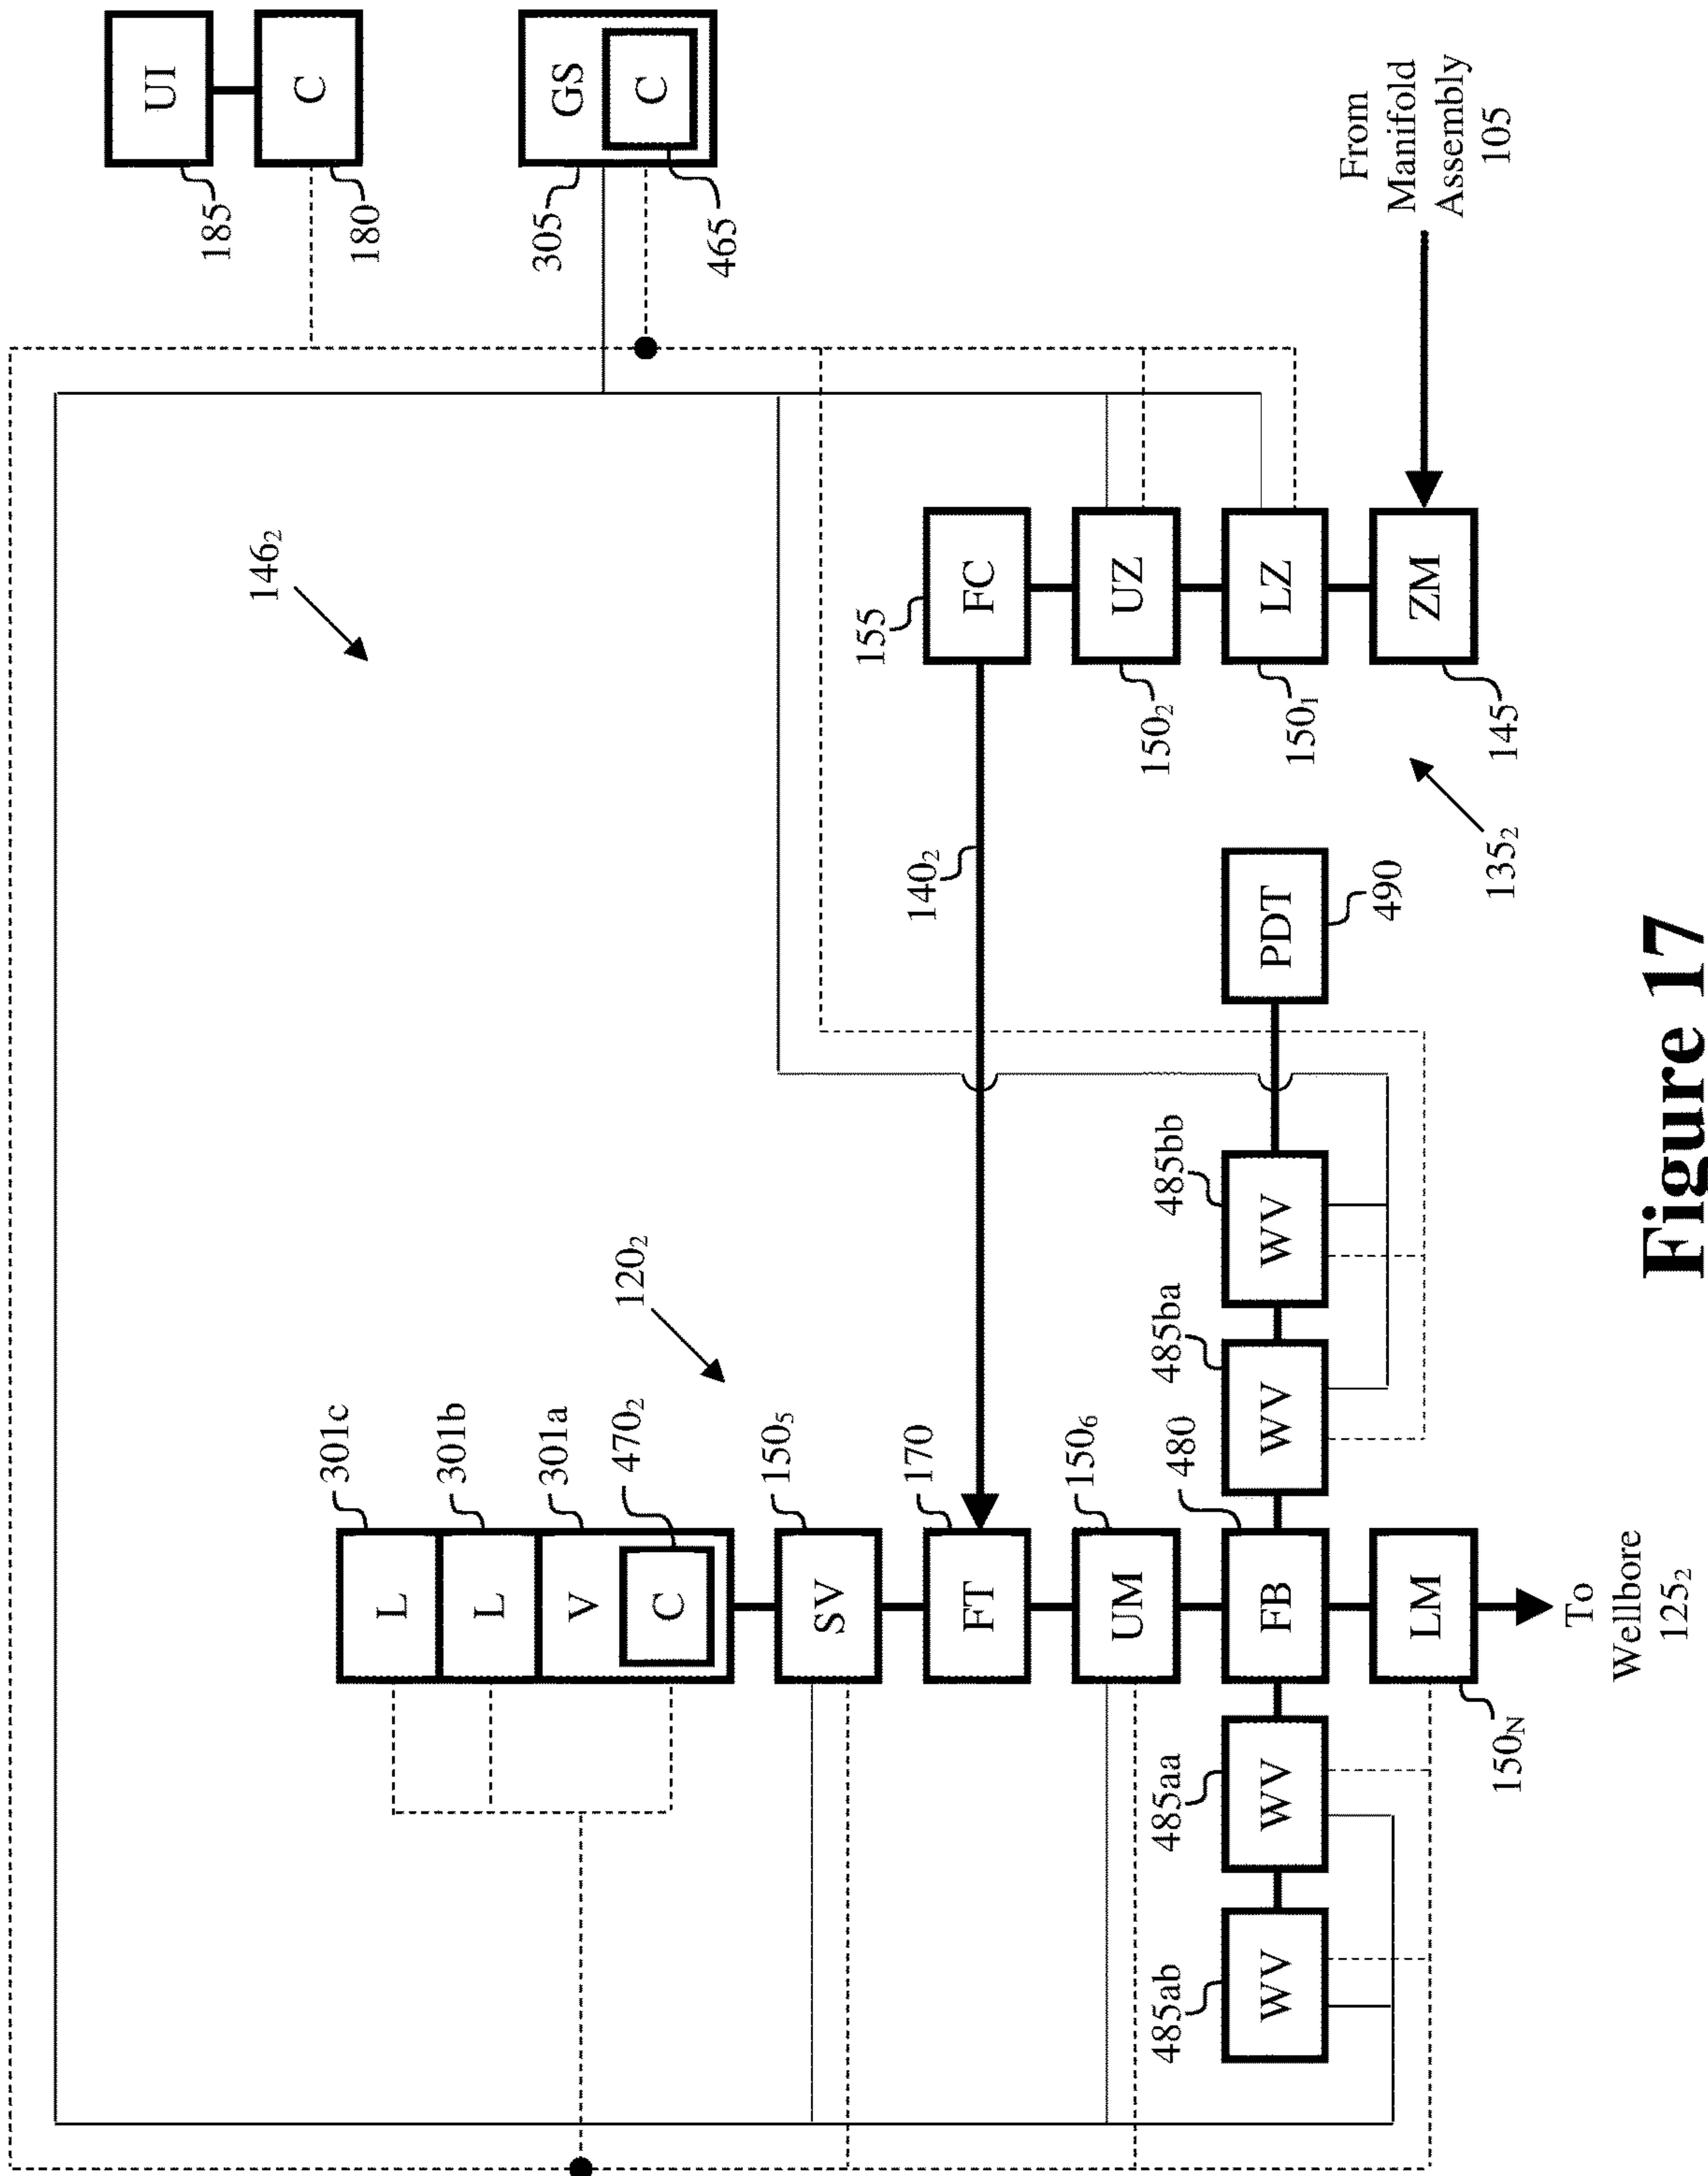 UI
185
C
180
146₂
301c
L
GS
305
301b
L
C
465
301a
V
470₂
C
120₂
150₅
SV
155
170
FT
140₂
FC
150₆
UM
UZ
150₂
485ab
WV
485aa
WV
480
FB
485ba
WV
485bb
WV
PDT
490
LZ
150₁
LM
150N
ZM
145
135₂
From
Manifold
Assembly
105
To
Wellbore
125₂
Figure 17